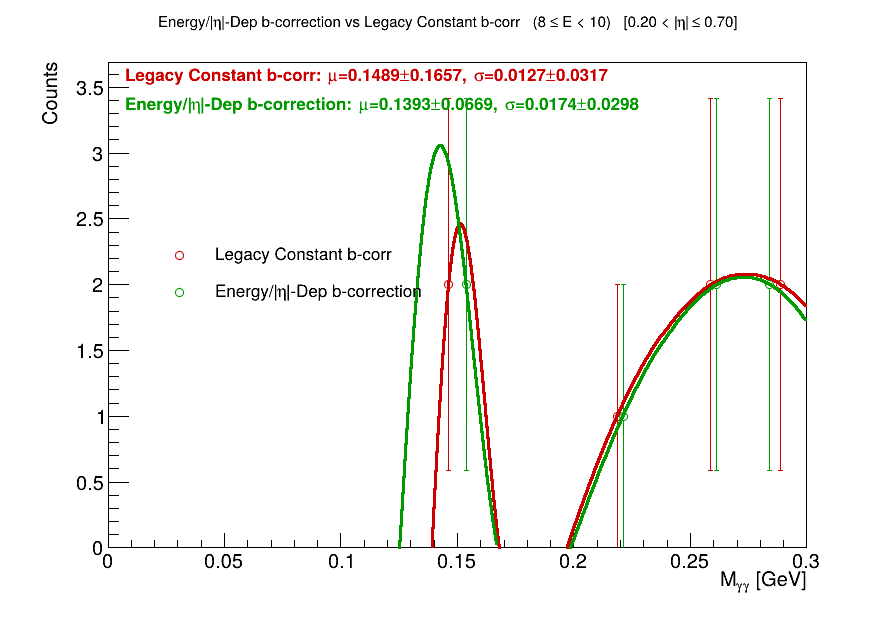 Energy/|η|-Dep b-correction vs Legacy Constant b-corr (8 ≤ E < 10) [0.20 < |η| ≤ 0.70]
Counts
Legacy Constant b-corr: μ=0.1489±0.1657, σ=0.0127±0.0317
Energy/|η|-Dep b-correction: μ=0.1393±0.0669, σ=0.0174±0.0298
Legacy Constant b-corr
Energy/|η|-Dep b-correction
3.5
3
2.5
2
1.5
1
0.5
0
0 0.05 0.1 0.15 0.2 0.25 0.3
Mγγ [GeV]